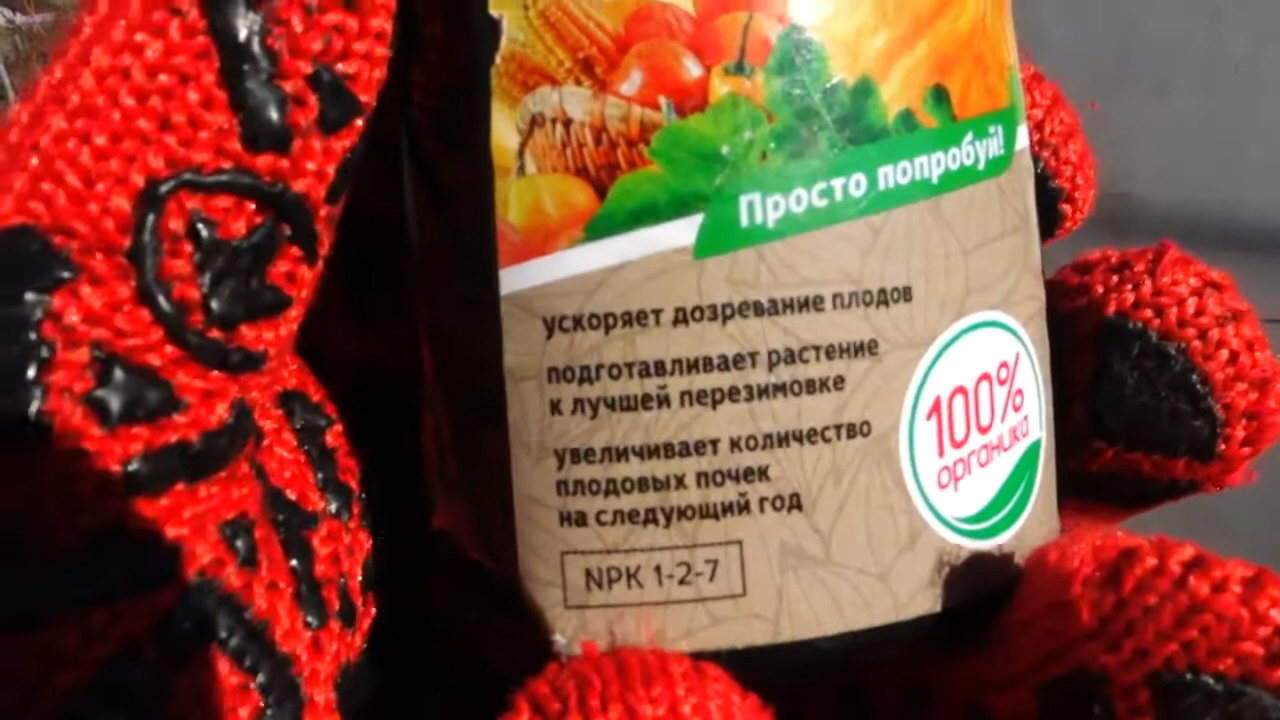 Просто попробуй!
ускоряет дозревание плодов
подготавливает растение
к лучшей перезимовке
увеличивает количество
плодовых почек
на следующий год
100%
органика
NPK 1-2-7